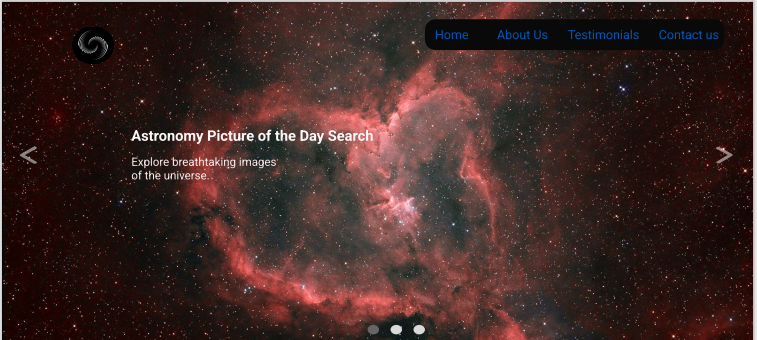 Home About Us Testimonials Contact us
Astronomy Picture of the Day Search
Explore breathtaking images
of the universe.